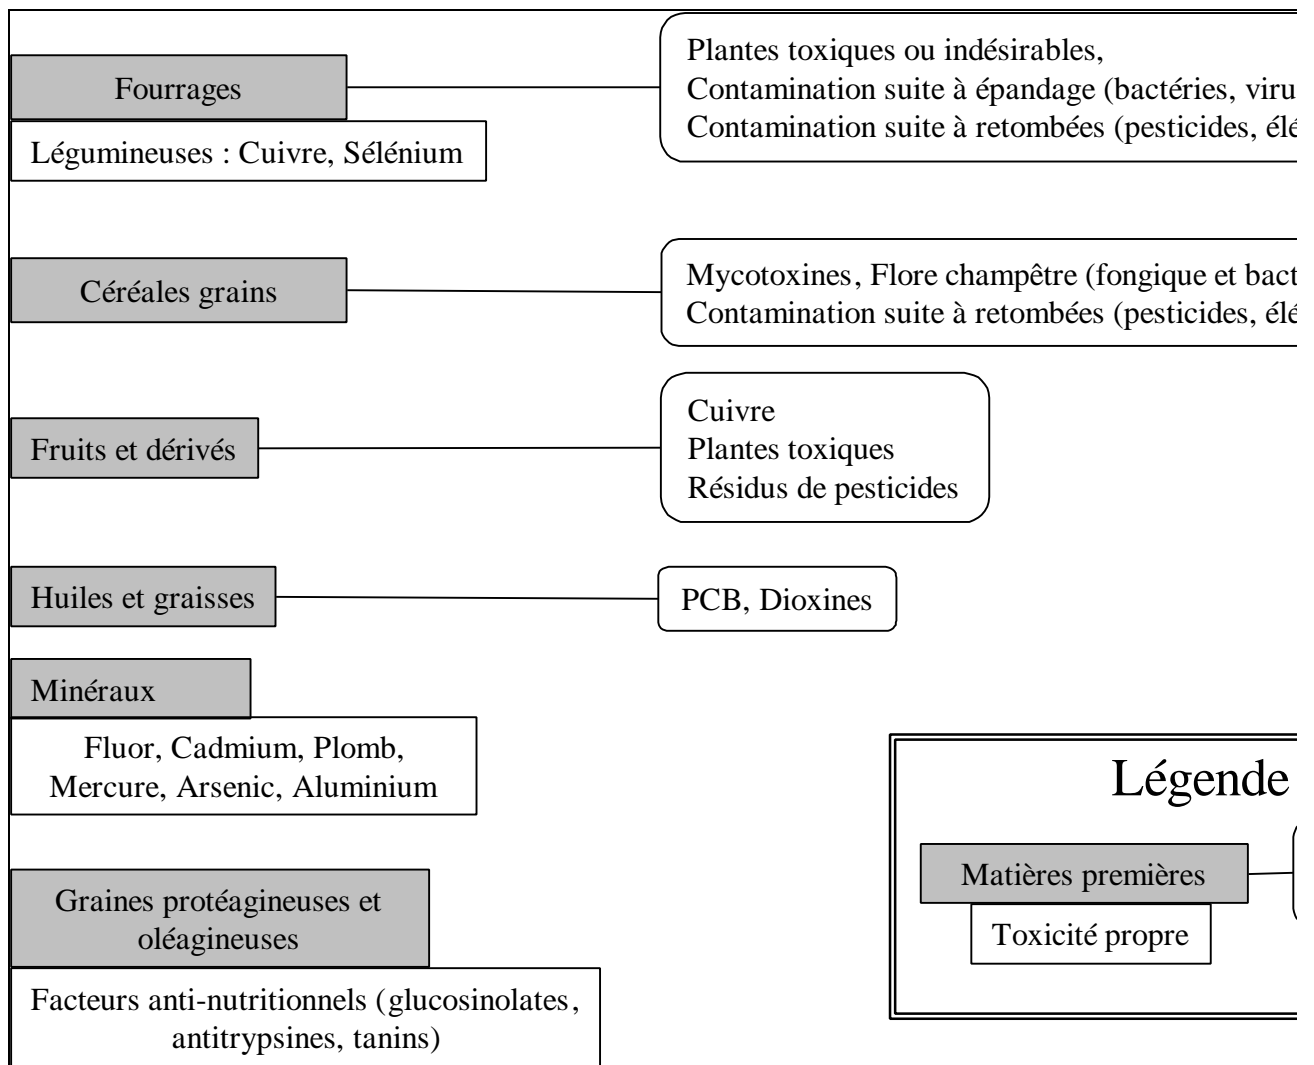 Fourrages
Légumineuses : Cuivre, Sélénium
Plantes toxiques ou indésirables,
Contamination suite à épandage (bactéries,
Contamination suite à retombées (pesticides,
Céréales grains
Mycotoxines, Flore champêtre (fongique et
Contamination suite à retombées (pesticides,
Fruits et dérivés
Cuivre
Plantes toxiques
Résidus de pesticides
Huiles et graisses
PCB, Dioxines
Minéraux
Fluor, Cadmium, Plomb,
Mercure, Arsenic, Aluminium
Graines protéagineuses et
oléagineuses
Facteurs anti-nutritionnels (glucosinolates,
antitrypsines, tanins)
Légende
Matières premières
Toxicité propre